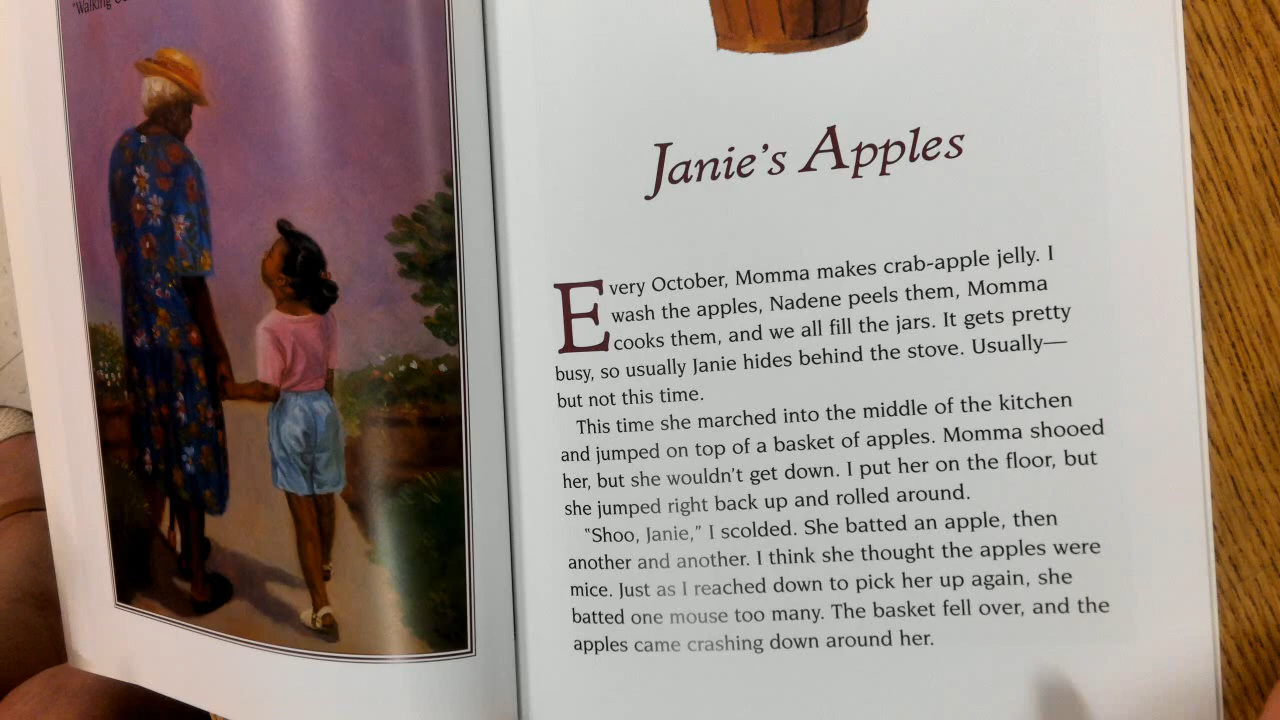 "Walking
Janie's Apples
Every October, Momma makes crab-apple jelly. I
wash the apples, Nadene peels them, Momma
cooks them, and we all fill the jars. It gets pretty
busy, so usually Janie hides behind the stove. Usually—
but not this time.
This time she marched into the middle of the kitchen
and jumped on top of a basket of apples. Momma shooed
her, but she wouldn't get down. I put her on the floor, but
she jumped right back up and rolled around.
"Shoo, Janie," I scolded. She batted an apple, then
another and another. I think she thought the apples were
mice. Just as I reached down to pick her up again, she
batted one mouse too many. The basket fell over, and the
apples came crashing down around her.